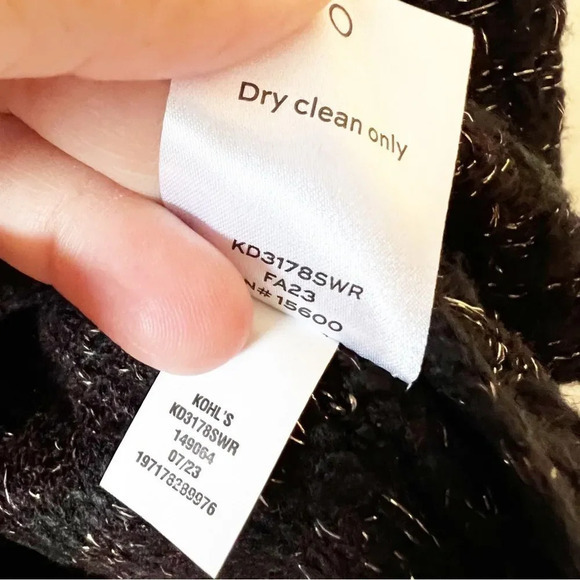 Dry clean only
KD3178SWR
FA23
N# 15600
KOHL'S
KD3178SWR
149064
07/23
197178289976